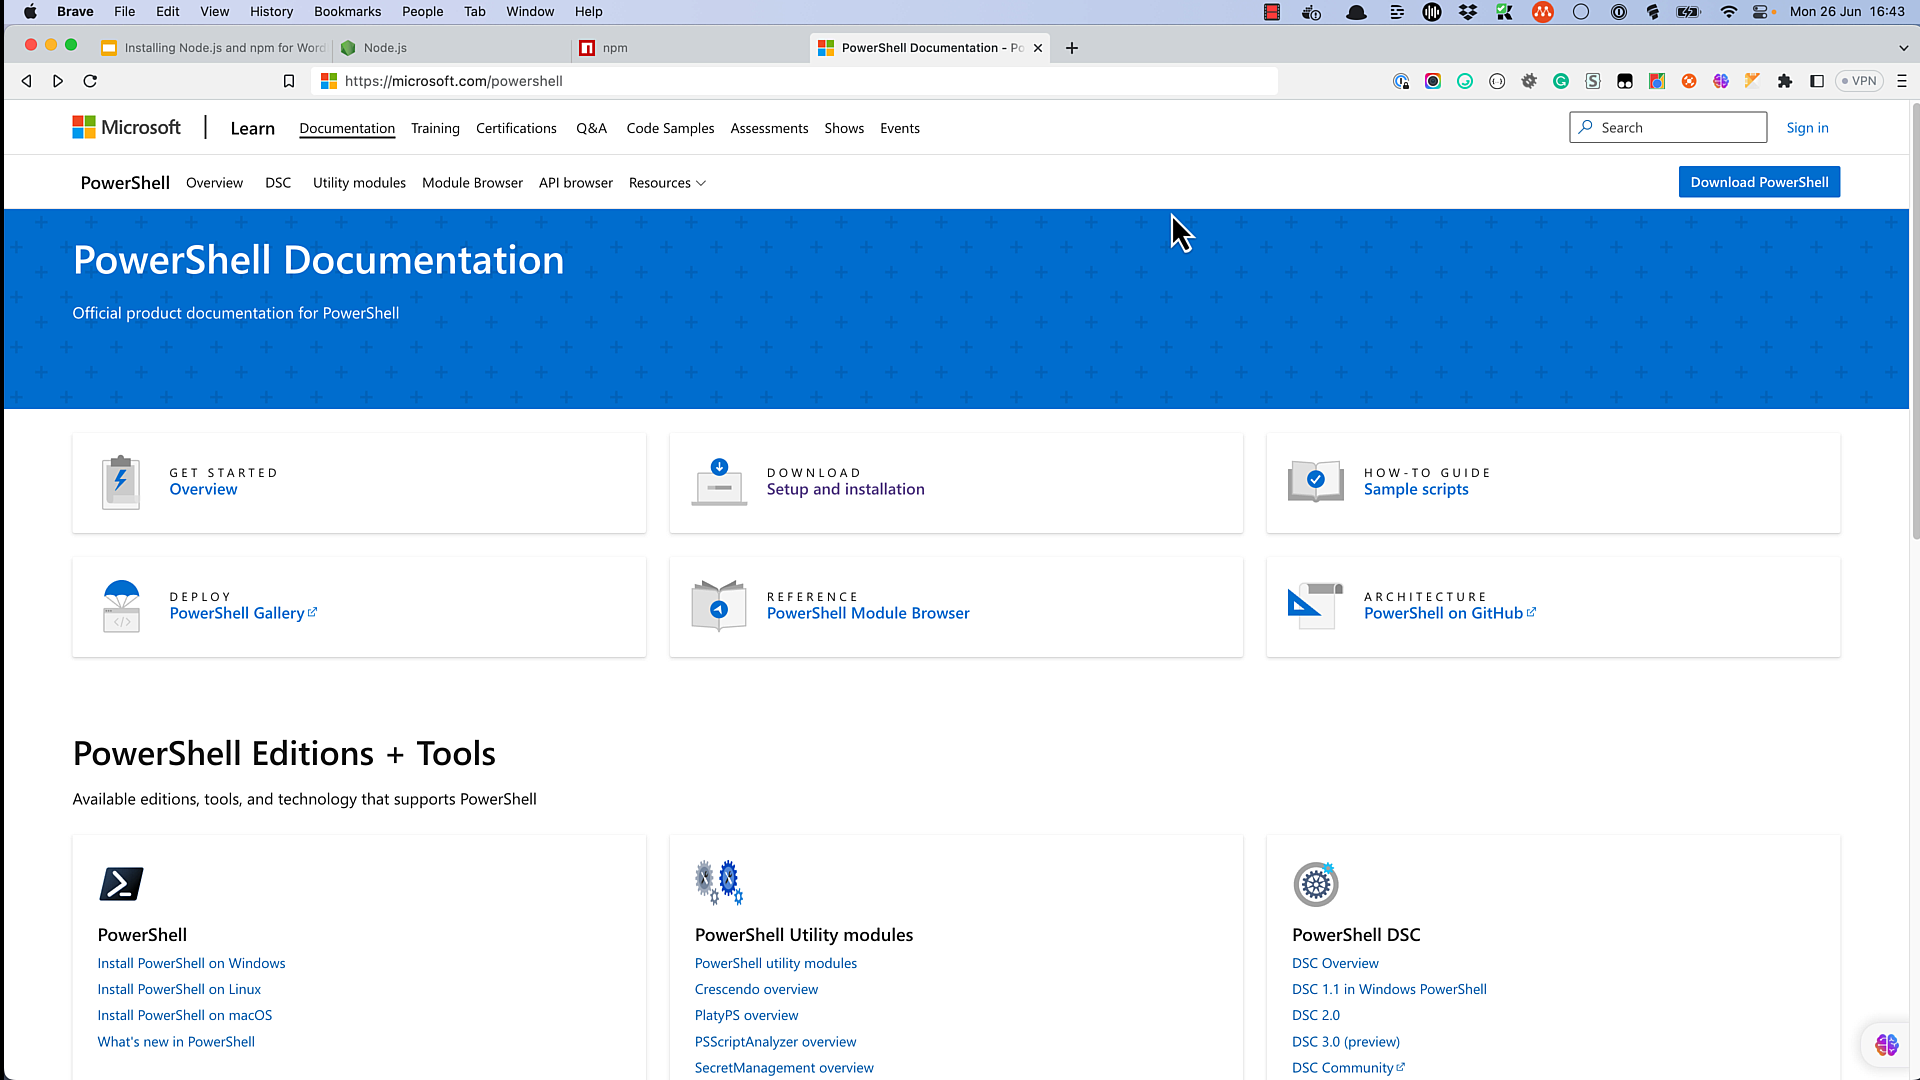 Brave File Edit View History Bookmarks People Tab Window Help Mon 26 Jun 16:43
Installing Node.js and npm for Word Node.js npm PowerShell Documentation - Po
https://microsoft.com/powershell VPN
Microsoft Learn Documentation Training Certifications Q&A Code Samples Assessments Shows Events Search Sign in
PowerShell Overview DSC Utility modules Module Browser API browser Resources Download PowerShell
PowerShell Documentation
Official product documentation for PowerShell
GET STARTED
Overview
DOWNLOAD
Setup and installation
HOW-TO GUIDE
Sample scripts
DEPLOY
PowerShell Gallery
REFERENCE
PowerShell Module Browser
ARCHITECTURE
PowerShell on GitHub
PowerShell Editions + Tools
Available editions, tools, and technology that supports PowerShell
PowerShell
Install PowerShell on Windows
Install PowerShell on Linux
Install PowerShell on macOS
What's new in PowerShell
PowerShell Utility modules
PowerShell utility modules
Crescendo overview
PlatyPS overview
PSScriptAnalyzer overview
SecretManagement overview
PowerShell DSC
DSC Overview
DSC 1.1 in Windows PowerShell
DSC 2.0
DSC 3.0 (preview)
DSC Community